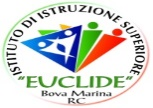 ISTITUTO DI ISTRUZIONE SUPERIORE
"EUCLIDE"
Bova Marina
RC